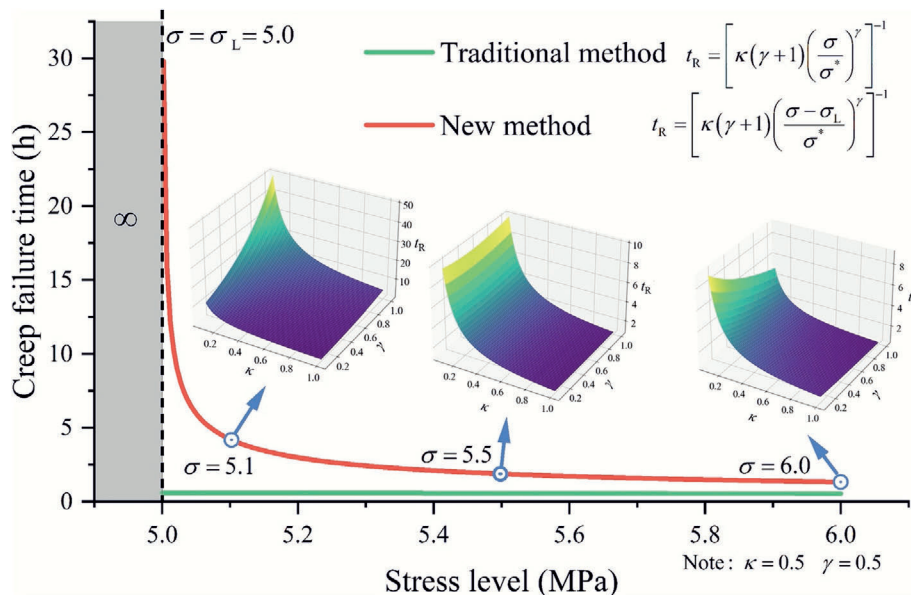 σ = σ_L = 5.0
Traditional method t_R = [κ(γ+1)(σ/σ*)^γ]^-1
New method t_R = [κ(γ+1)((σ−σ_L)/σ*)^γ]^-1
Creep failure time (h)
30
25
20
15
10
5
0
∞
50
40
30
20
10
t_R
0.2 0.4 0.6 0.8 1.0
κ
0.2 0.4 0.6 0.8 1.0
γ
10
8
6
4
2
t_R
0.2 0.4 0.6 0.8 1.0
κ
0.2 0.4 0.6 0.8 1.0
γ
8
6
4
2
t
0.2 0.4 0.6 0.8 1.0
κ
0.2 0.4 0.6 0.8 1.0
γ
σ = 5.1
σ = 5.5
σ = 6.0
5.0 5.2 5.4 5.6 5.8 6.0
Stress level (MPa)
Note: κ = 0.5 γ = 0.5